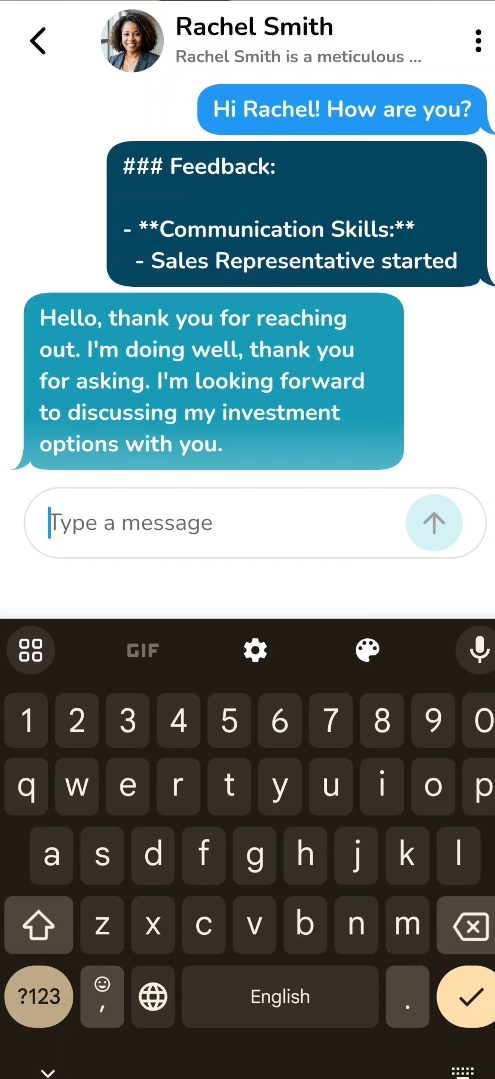 Rachel Smith
Rachel Smith is a meticulous ...
Hi Rachel! How are you?
### Feedback:
- **Communication Skills:**
- Sales Representative started
Hello, thank you for reaching
out. I'm doing well, thank you
for asking. I'm looking forward
to discussing my investment
options with you.
Type a message
GIF
1 2 3 4 5 6 7 8 9 0
q w e r t y u i o p
a s d f g h j k l
z x c v b n m
?123 , English .